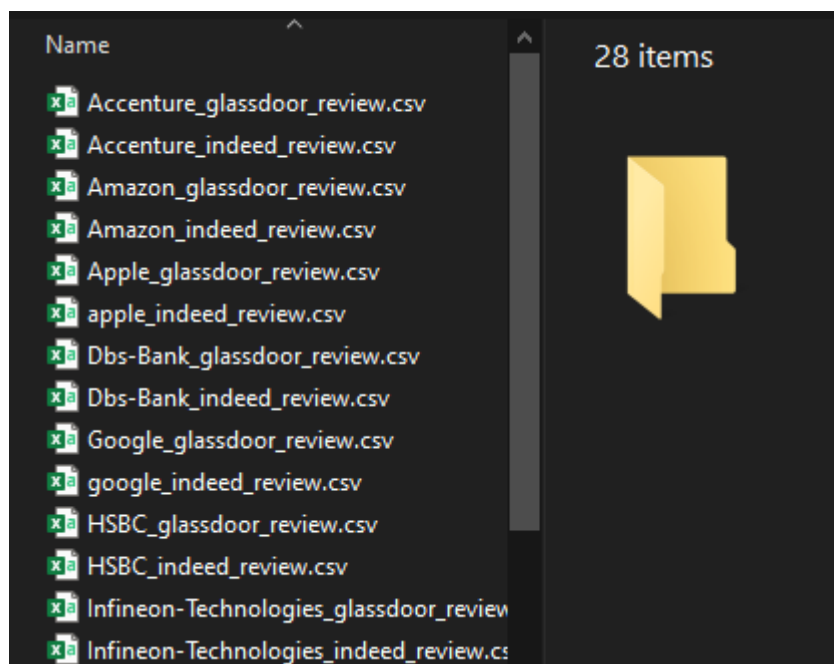 Name
28 items
Accenture_glassdoor_review.csv
Accenture_indeed_review.csv
Amazon_glassdoor_review.csv
Amazon_indeed_review.csv
Apple_glassdoor_review.csv
apple_indeed_review.csv
Dbs-Bank_glassdoor_review.csv
Dbs-Bank_indeed_review.csv
Google_glassdoor_review.csv
google_indeed_review.csv
HSBC_glassdoor_review.csv
HSBC_indeed_review.csv
Infineon-Technologies_glassdoor_review
Infineon-Technologies_indeed_review.cs